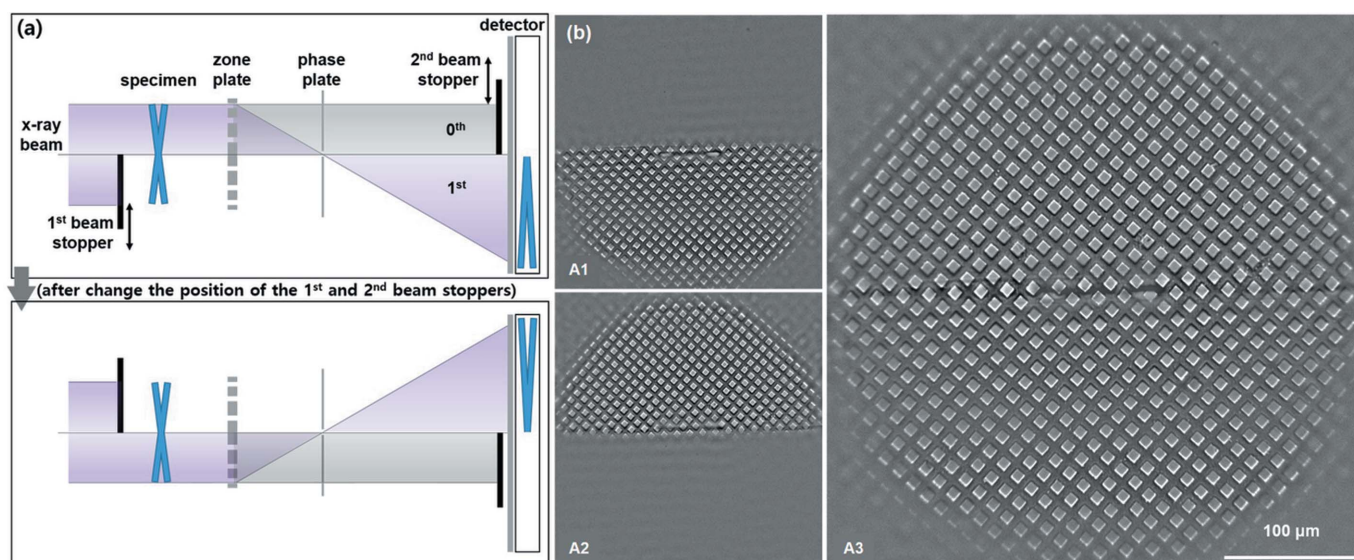 (a)
detector
specimen
zone
plate
phase
plate
2nd beam
stopper
x-ray
beam
0th
1st
1st beam
stopper
(after change the position of the 1st and 2nd beam stoppers)
(b)
A1
A2
A3
100 µm